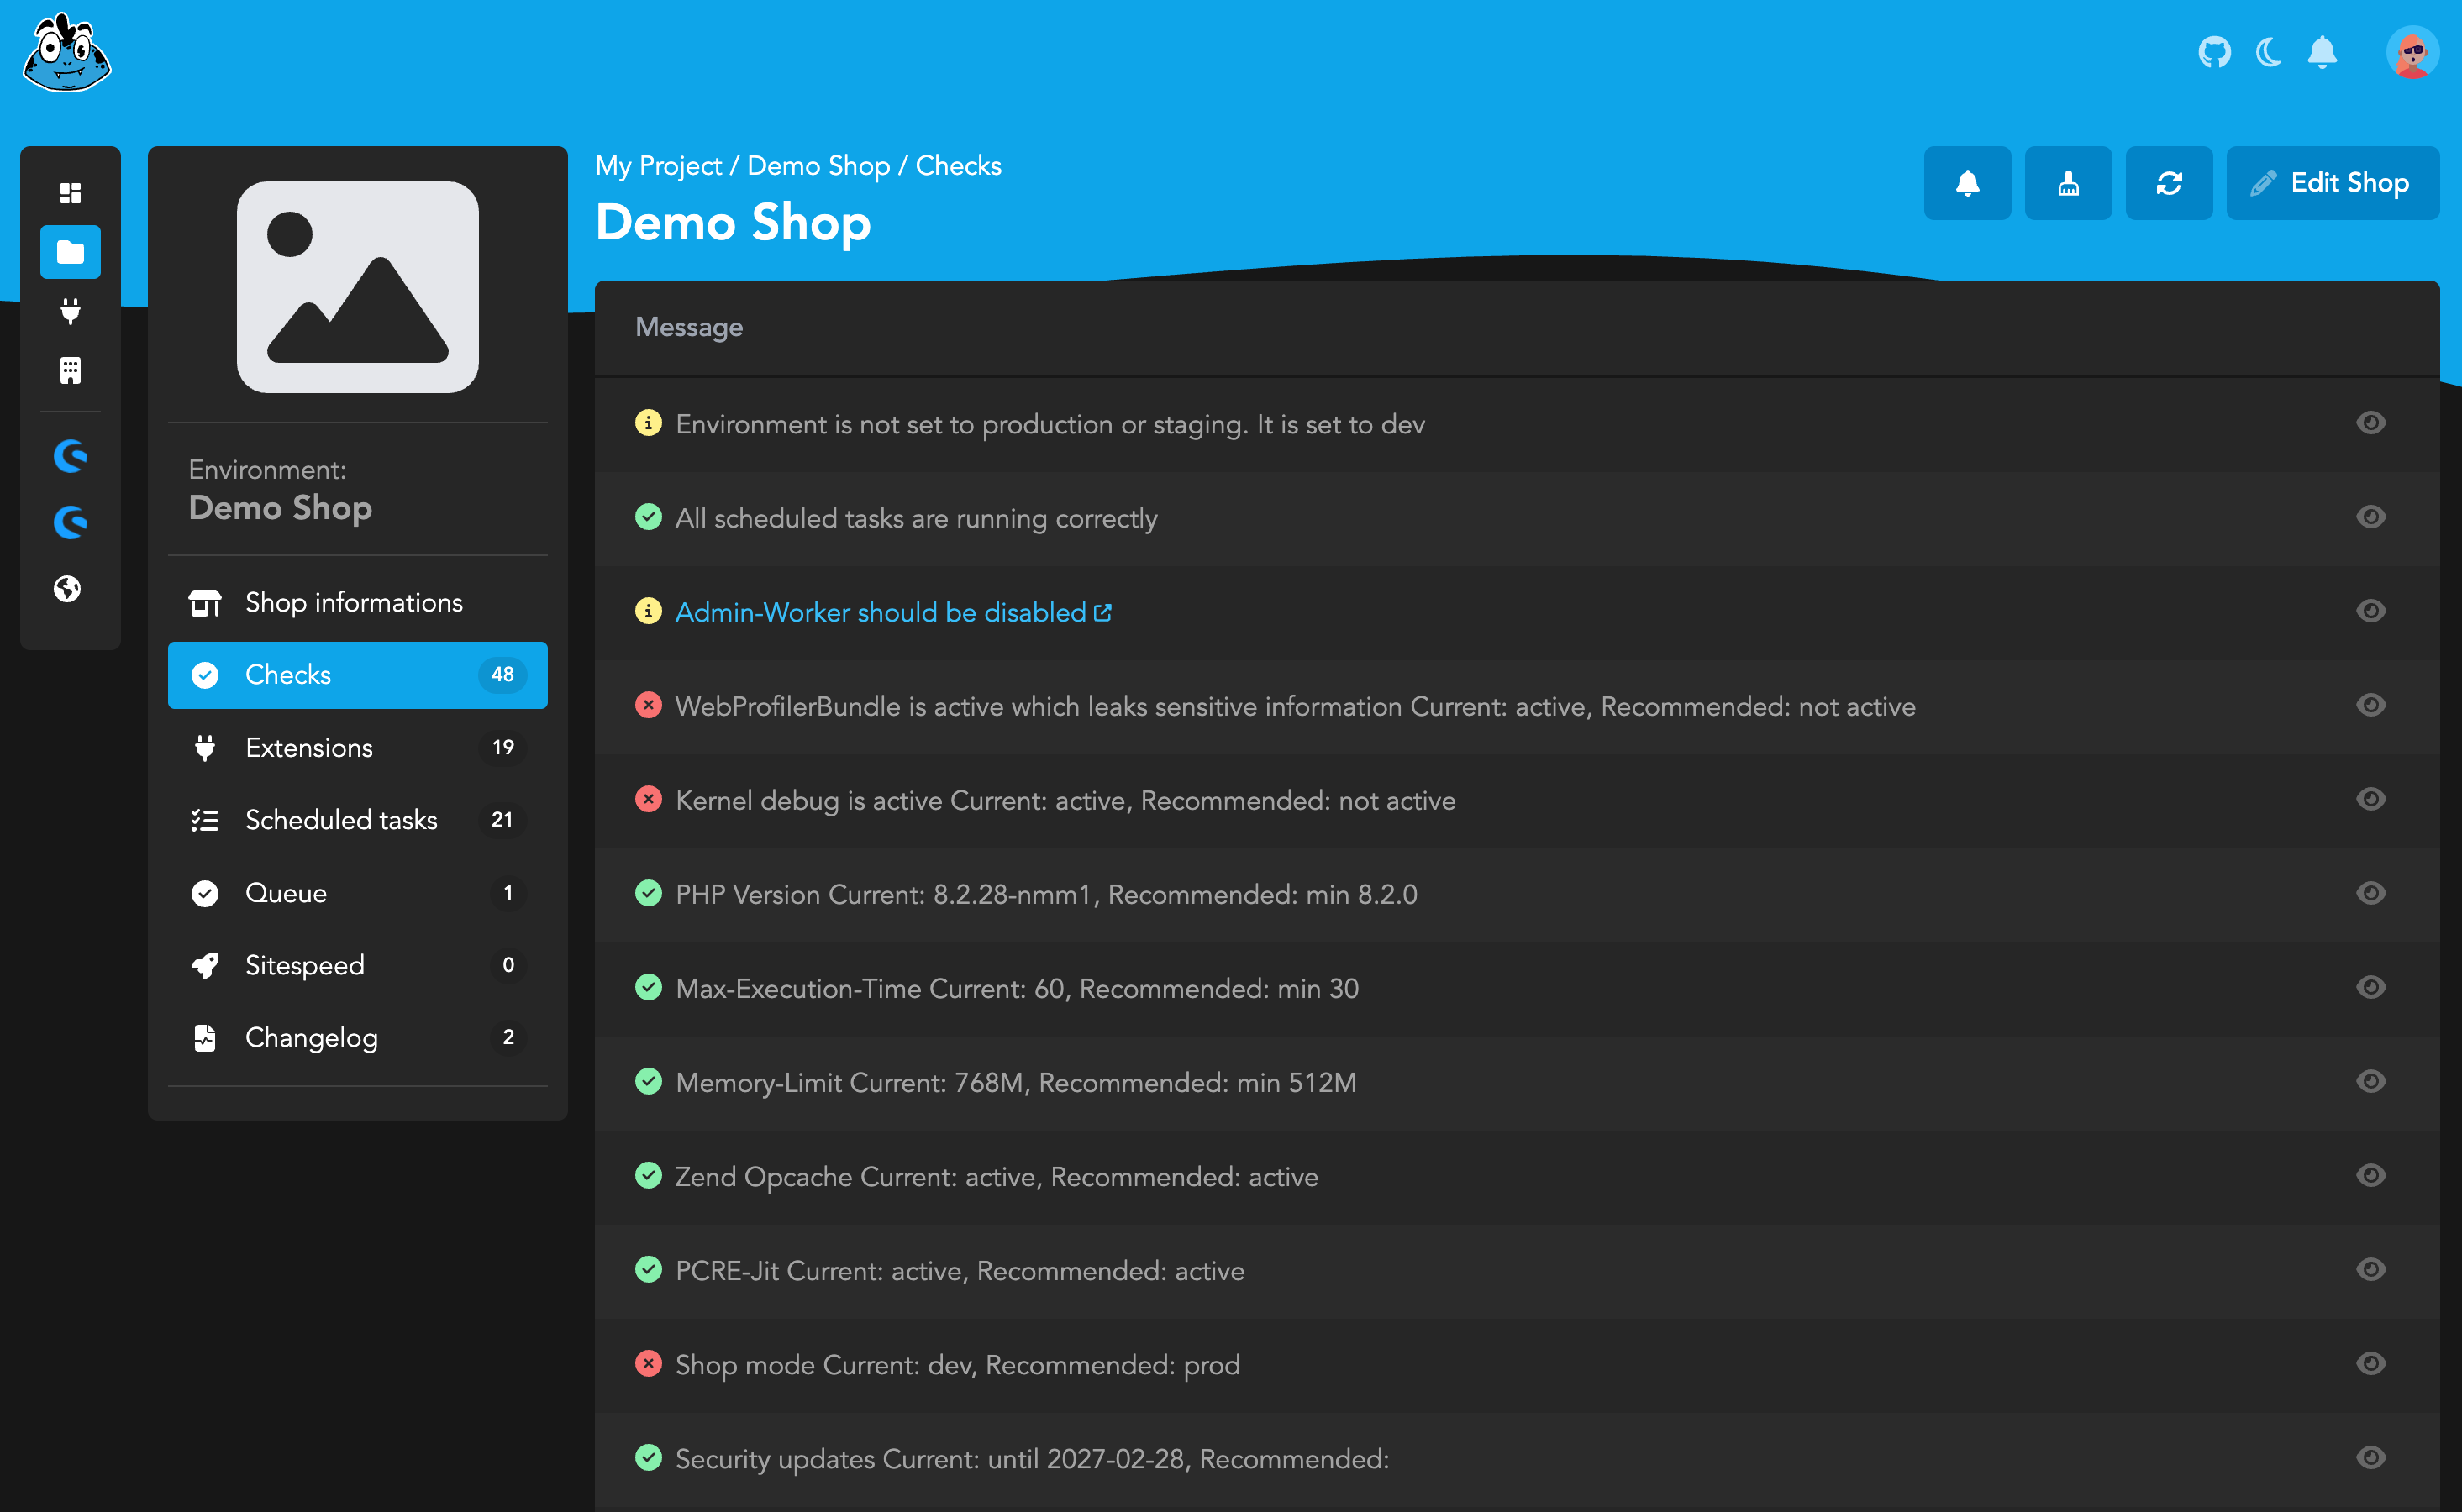 My Project / Demo Shop / Checks
Demo Shop
Edit Shop
Environment:
Demo Shop
Shop informations
Checks 48
Extensions 19
Scheduled tasks 21
Queue 1
Sitespeed 0
Changelog 2
Message
Environment is not set to production or staging. It is set to dev
All scheduled tasks are running correctly
Admin-Worker should be disabled
WebProfilerBundle is active which leaks sensitive information Current: active, Recommended: not active
Kernel debug is active Current: active, Recommended: not active
PHP Version Current: 8.2.28-nmm1, Recommended: min 8.2.0
Max-Execution-Time Current: 60, Recommended: min 30
Memory-Limit Current: 768M, Recommended: min 512M
Zend Opcache Current: active, Recommended: active
PCRE-Jit Current: active, Recommended: active
Shop mode Current: dev, Recommended: prod
Security updates Current: until 2027-02-28, Recommended: